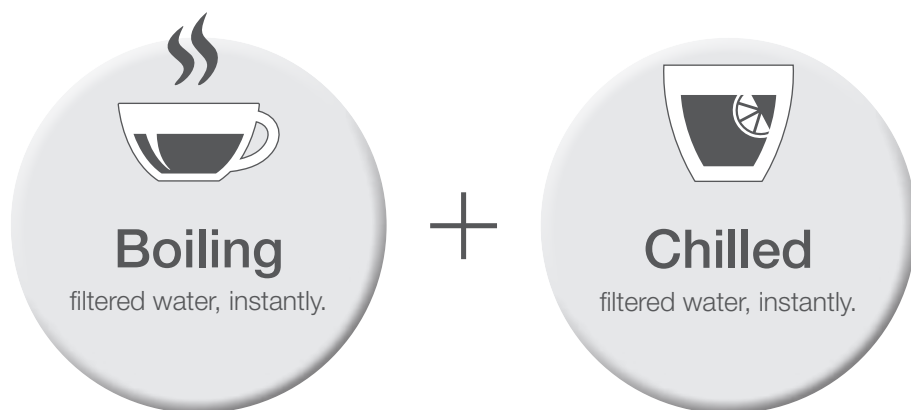 Boiling
filtered water, instantly.
+
Chilled
filtered water, instantly.